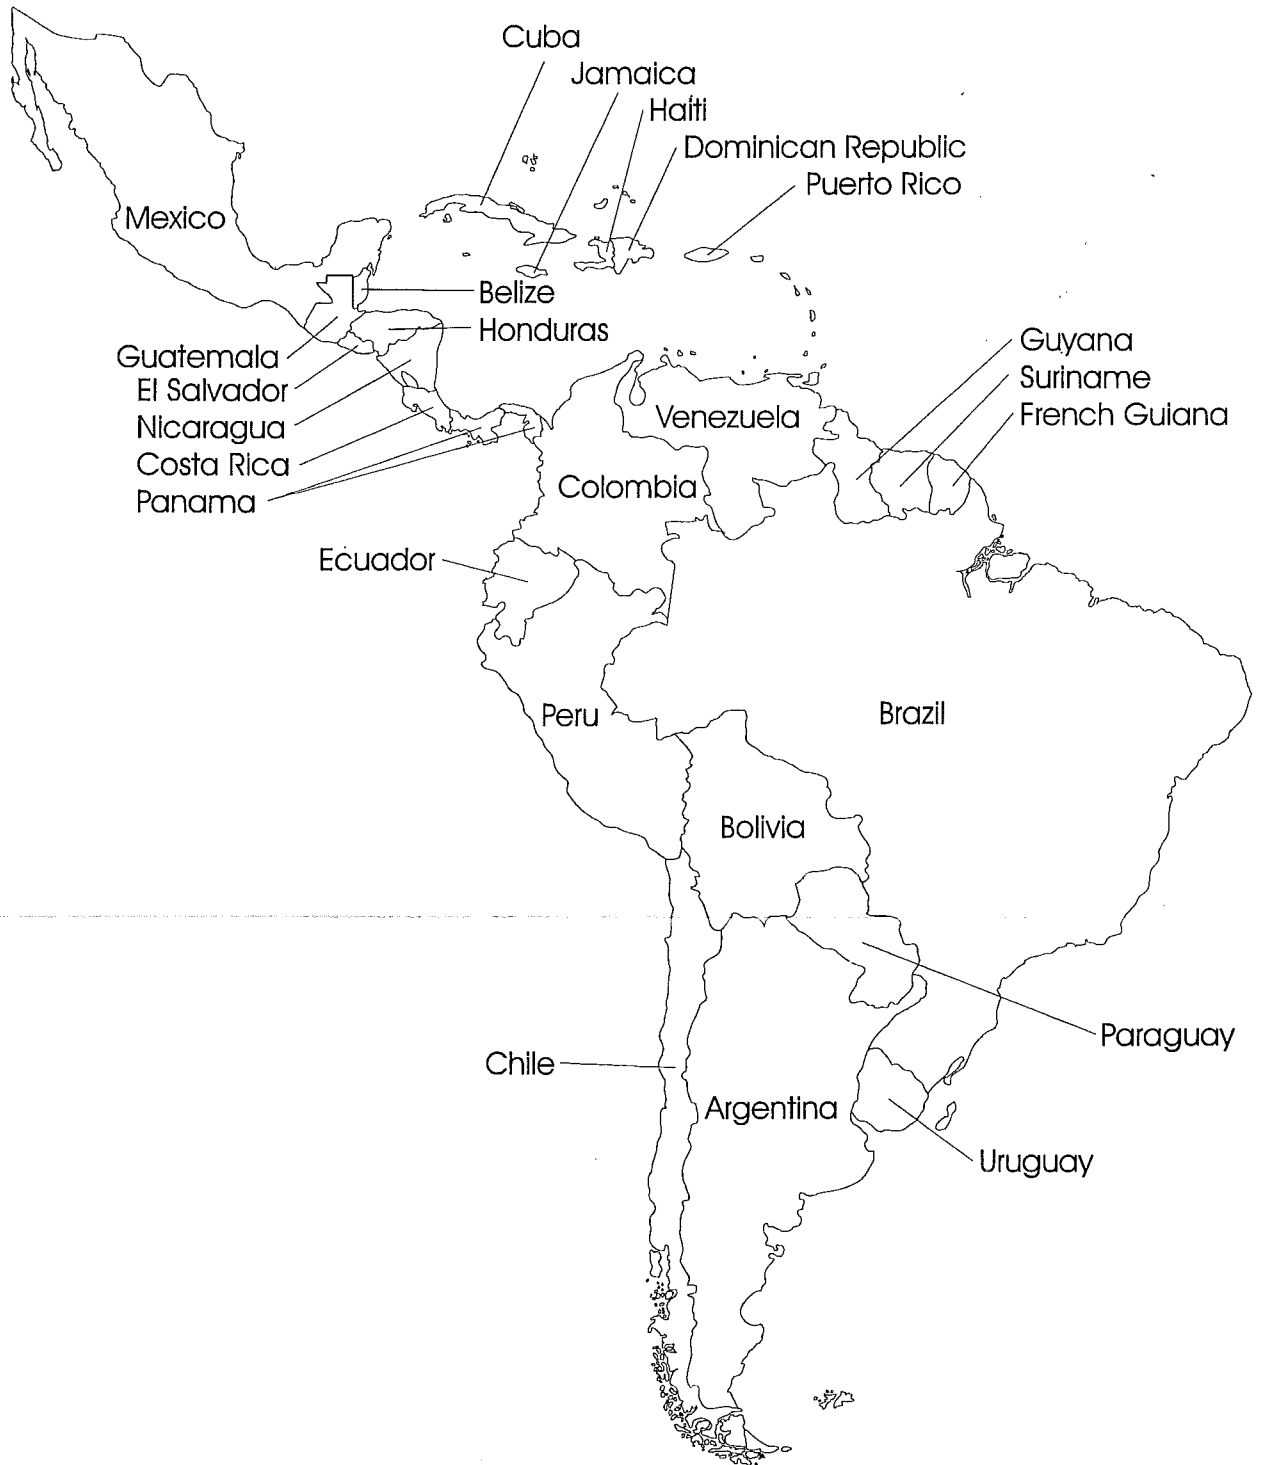 Cuba
Jamaica
Haiti
Dominican Republic
Puerto Rico
Mexico
Belize
Honduras
Guatemala
El Salvador
Nicaragua
Costa Rica
Panama
Guyana
Suriname
French Guiana
Venezuela
Colombia
Ecuador
Peru
Brazil
Bolivia
Paraguay
Chile
Argentina
Uruguay